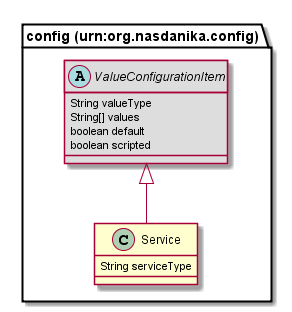 config (urn:org.nasdanika.config)
A ValueConfigurationItem
String valueType
String[] values
boolean default
boolean scripted
C Service
String serviceType